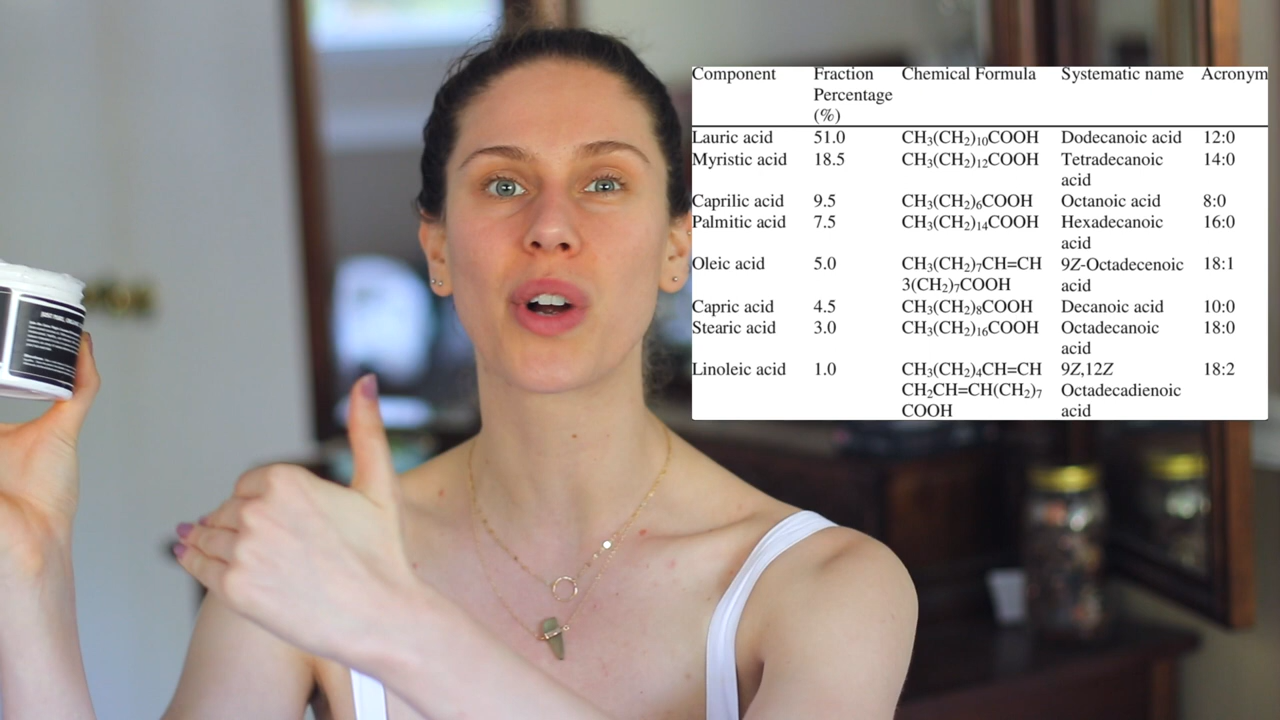 Component Fraction Chemical Formula Systematic name Acronym
Percentage
(%)
Lauric acid 51.0 CH₃(CH₂)₁₀COOH Dodecanoic acid 12:0
Myristic acid 18.5 CH₃(CH₂)₁₂COOH Tetradecanoic 14:0
acid
Caprilic acid 9.5 CH₃(CH₂)₆COOH Octanoic acid 8:0
Palmitic acid 7.5 CH₃(CH₂)₁₄COOH Hexadecanoic 16:0
acid
Oleic acid 5.0 CH₃(CH₂)₇CH=CH 9Z-Octadecenoic 18:1
3(CH₂)₇COOH acid
Capric acid 4.5 CH₃(CH₂)₈COOH Decanoic acid 10:0
Stearic acid 3.0 CH₃(CH₂)₁₆COOH Octadecanoic 18:0
acid
Linoleic acid 1.0 CH₃(CH₂)₄CH=CH 9Z,12Z 18:2
CH₂CH=CH(CH₂)₇ Octadecadienoic
COOH acid